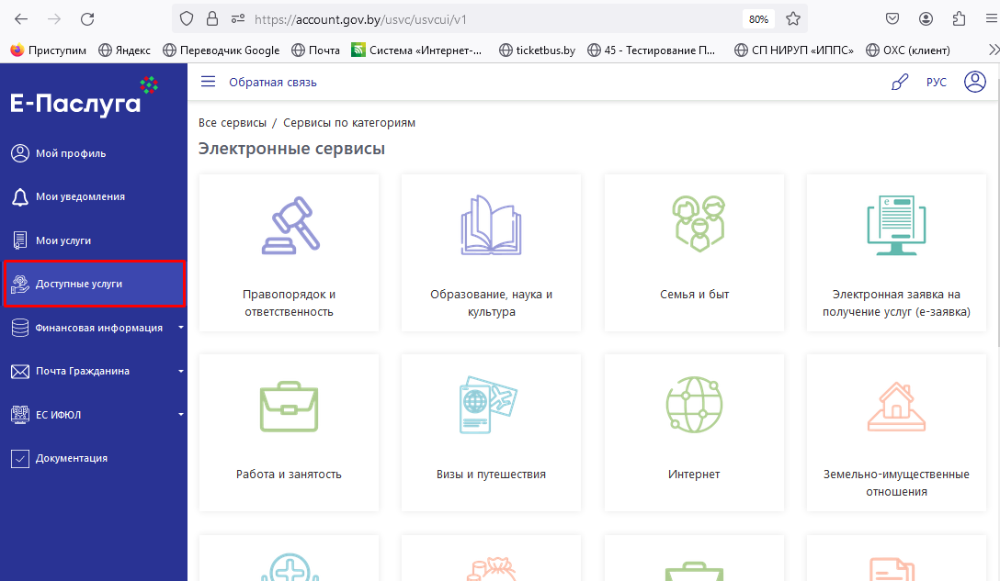 https://account.gov.by/usvc/usvcui/v1
80%
Приступим
Яндекс
Переводчик Google
Почта
Система «Интернет-...
ticketbus.by
45 - Тестирование П...
СП НИРУП «ИППС»
ОХС (клиент)
Е-Паслуга
Обратная связь
РУС
Мой профиль
Мои уведомления
Мои услуги
Доступные услуги
Финансовая информация
Почта Гражданина
ЕС ИФЮЛ
Документация
Все сервисы / Сервисы по категориям
Электронные сервисы
Правопорядок и
ответственность
Образование, наука и
культура
Семья и быт
e
Электронная заявка на
получение услуг (е-заявка)
Работа и занятость
Визы и путешествия
Интернет
Земельно-имущественные
отношения